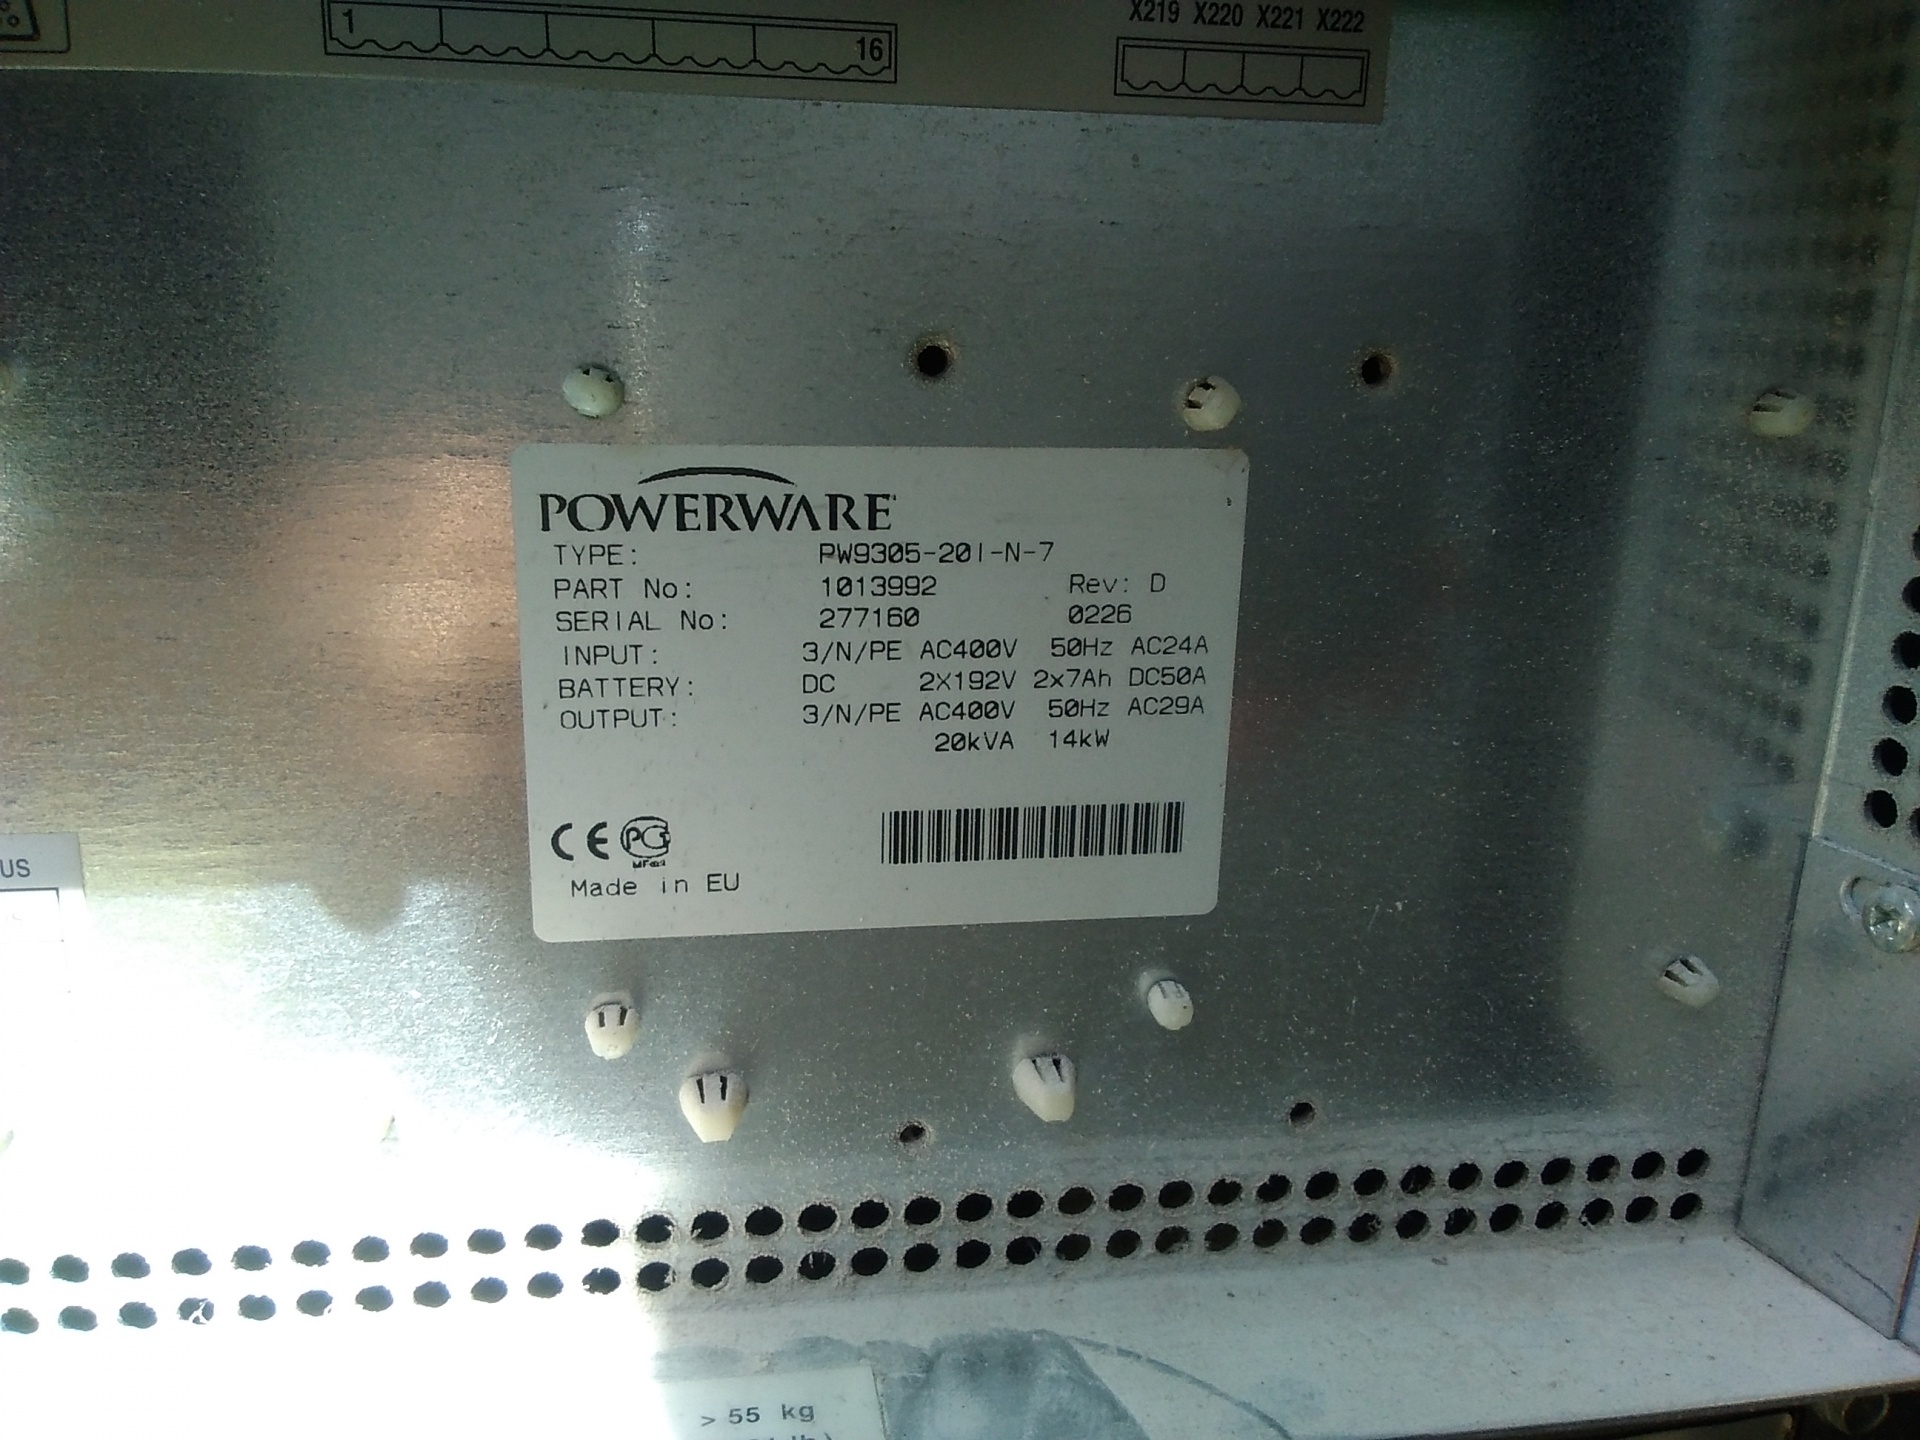 1 16
X219 X220 X221 X222
POWERWARE
TYPE: PW9305-20I-N-7
PART No: 1013992 Rev: D
SERIAL No: 277160 0226
INPUT: 3/N/PE AC400V 50Hz AC24A
BATTERY: DC 2X192V 2x7Ah DC50A
OUTPUT: 3/N/PE AC400V 50Hz AC29A
20kVA 14kW
CE PG
Made in EU
US
> 55 kg